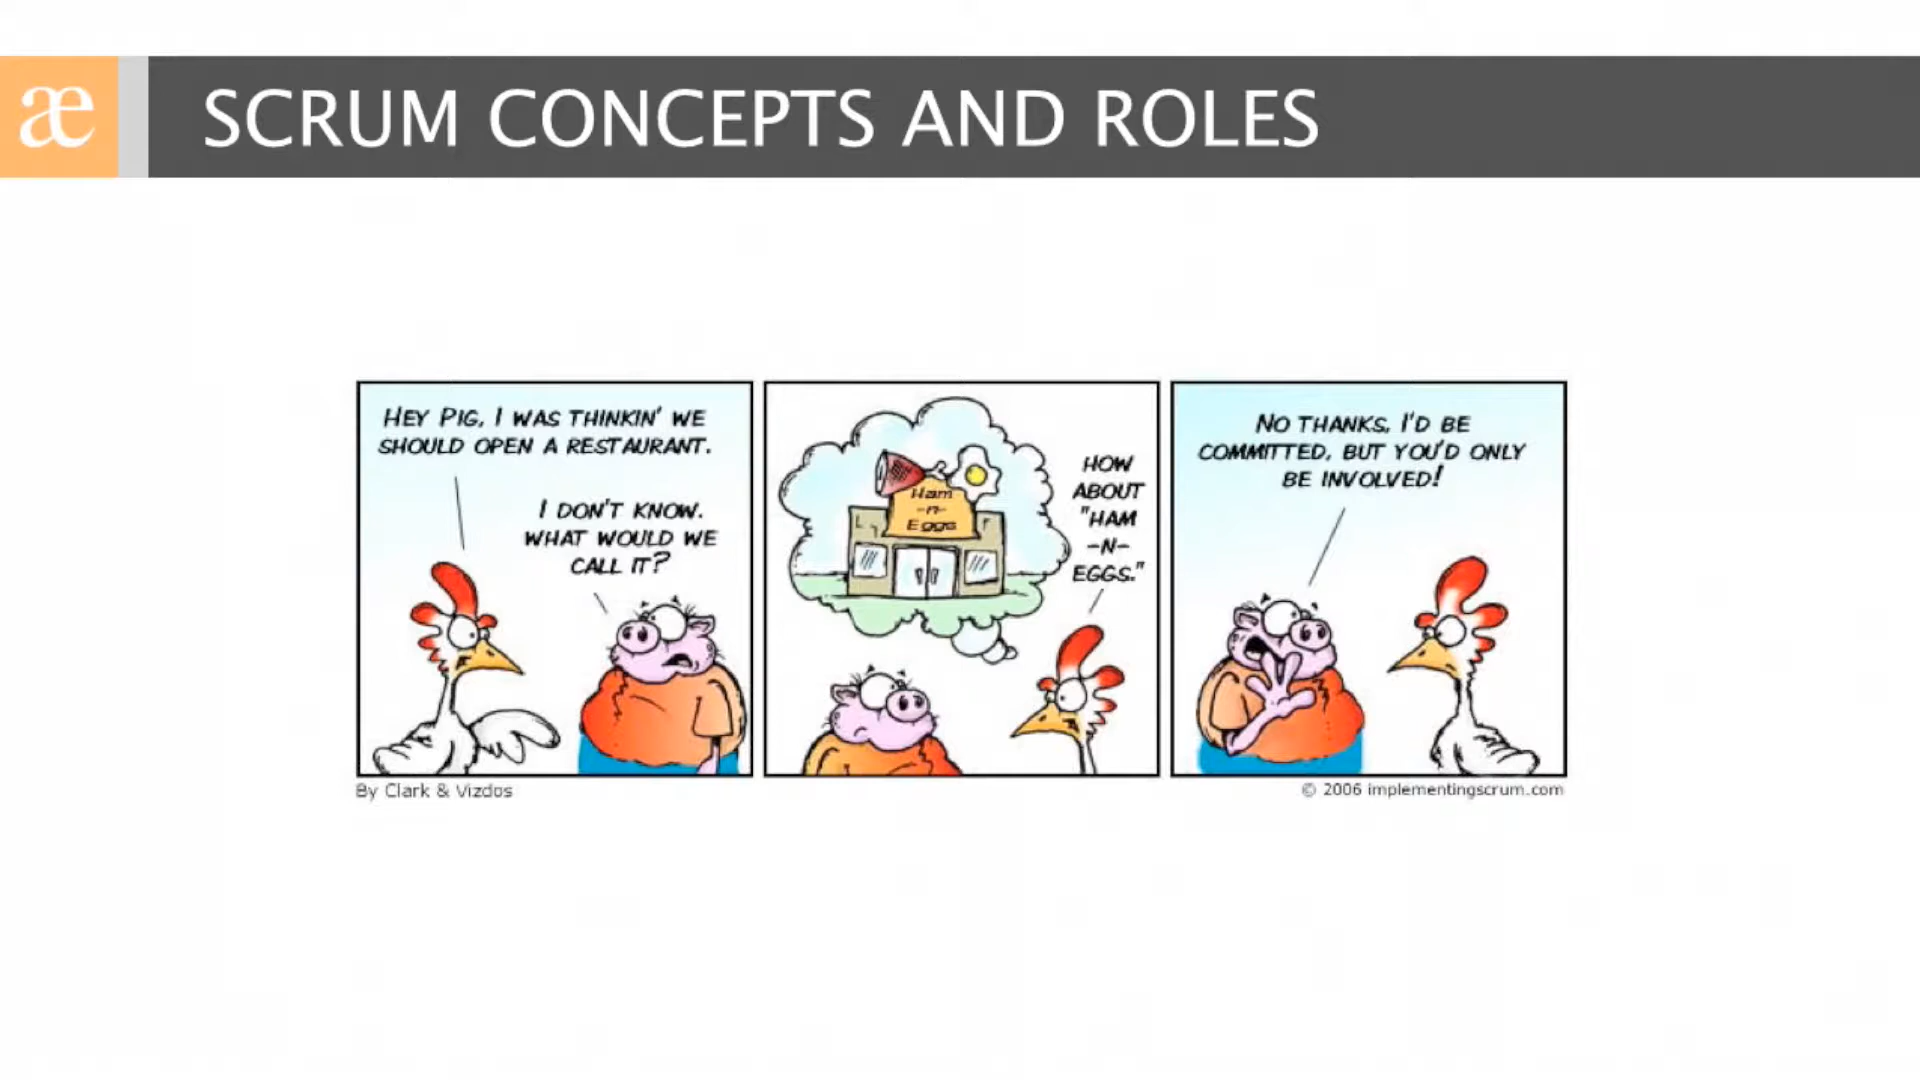 æ
SCRUM CONCEPTS AND ROLES
HEY PIG, I WAS THINKIN' WE
SHOULD OPEN A RESTAURANT.
I DON'T KNOW.
WHAT WOULD WE
CALL IT?
Ham
-n-
Eggs
HOW
ABOUT
"HAM
-N-
EGGS."
NO THANKS, I'D BE
COMMITTED, BUT YOU'D ONLY
BE INVOLVED!
By Clark & Vizdos
© 2006 implementingscrum.com